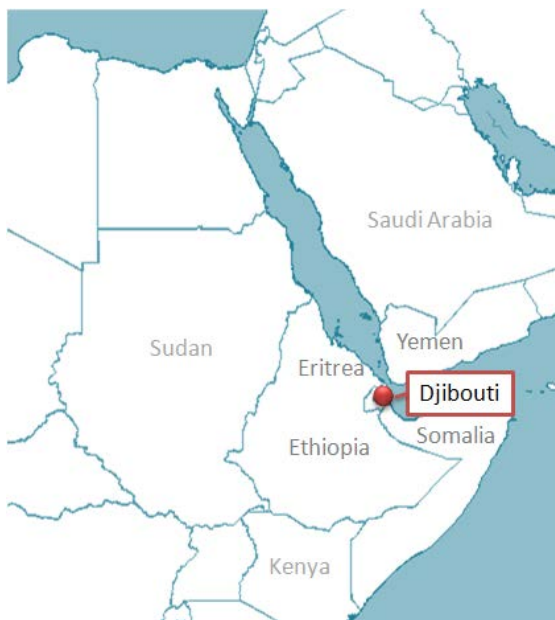 Saudi Arabia
Yemen
Sudan
Eritrea
Djibouti
Somalia
Ethiopia
Kenya